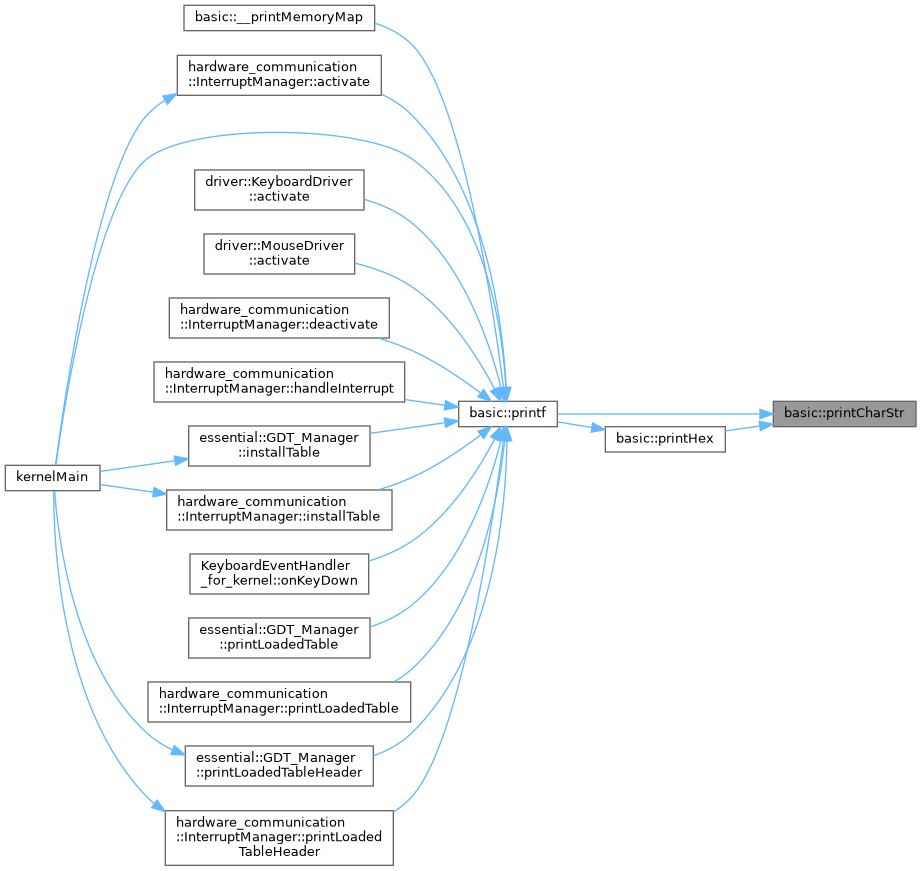 basic::__printMemoryMap
hardware_communication
::InterruptManager::activate
driver::KeyboardDriver
::activate
driver::MouseDriver
::activate
hardware_communication
::InterruptManager::deactivate
hardware_communication
::InterruptManager::handleInterrupt
basic::printf
basic::printCharStr
basic::printHex
essential::GDT_Manager
::installTable
kernelMain
hardware_communication
::InterruptManager::installTable
KeyboardEventHandler
_for_kernel::onKeyDown
essential::GDT_Manager
::printLoadedTable
hardware_communication
::InterruptManager::printLoadedTable
essential::GDT_Manager
::printLoadedTableHeader
hardware_communication
::InterruptManager::printLoaded
TableHeader